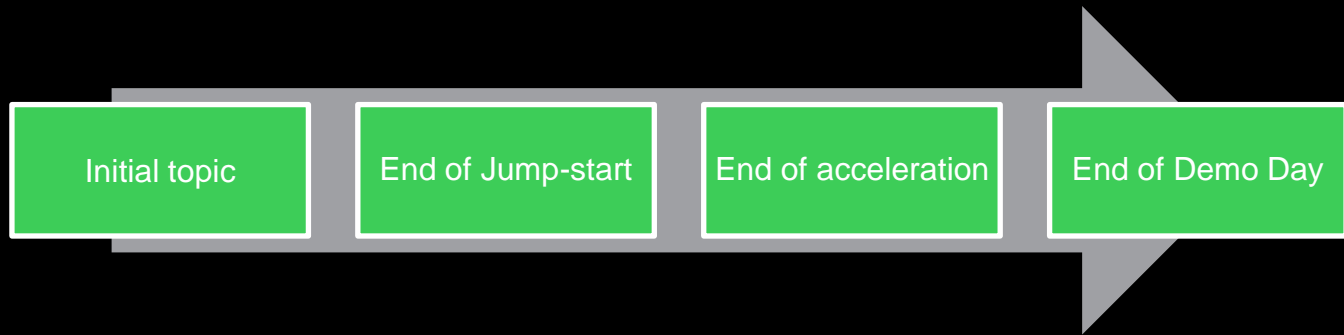 Initial topic
End of Jump-start
End of acceleration
End of Demo Day